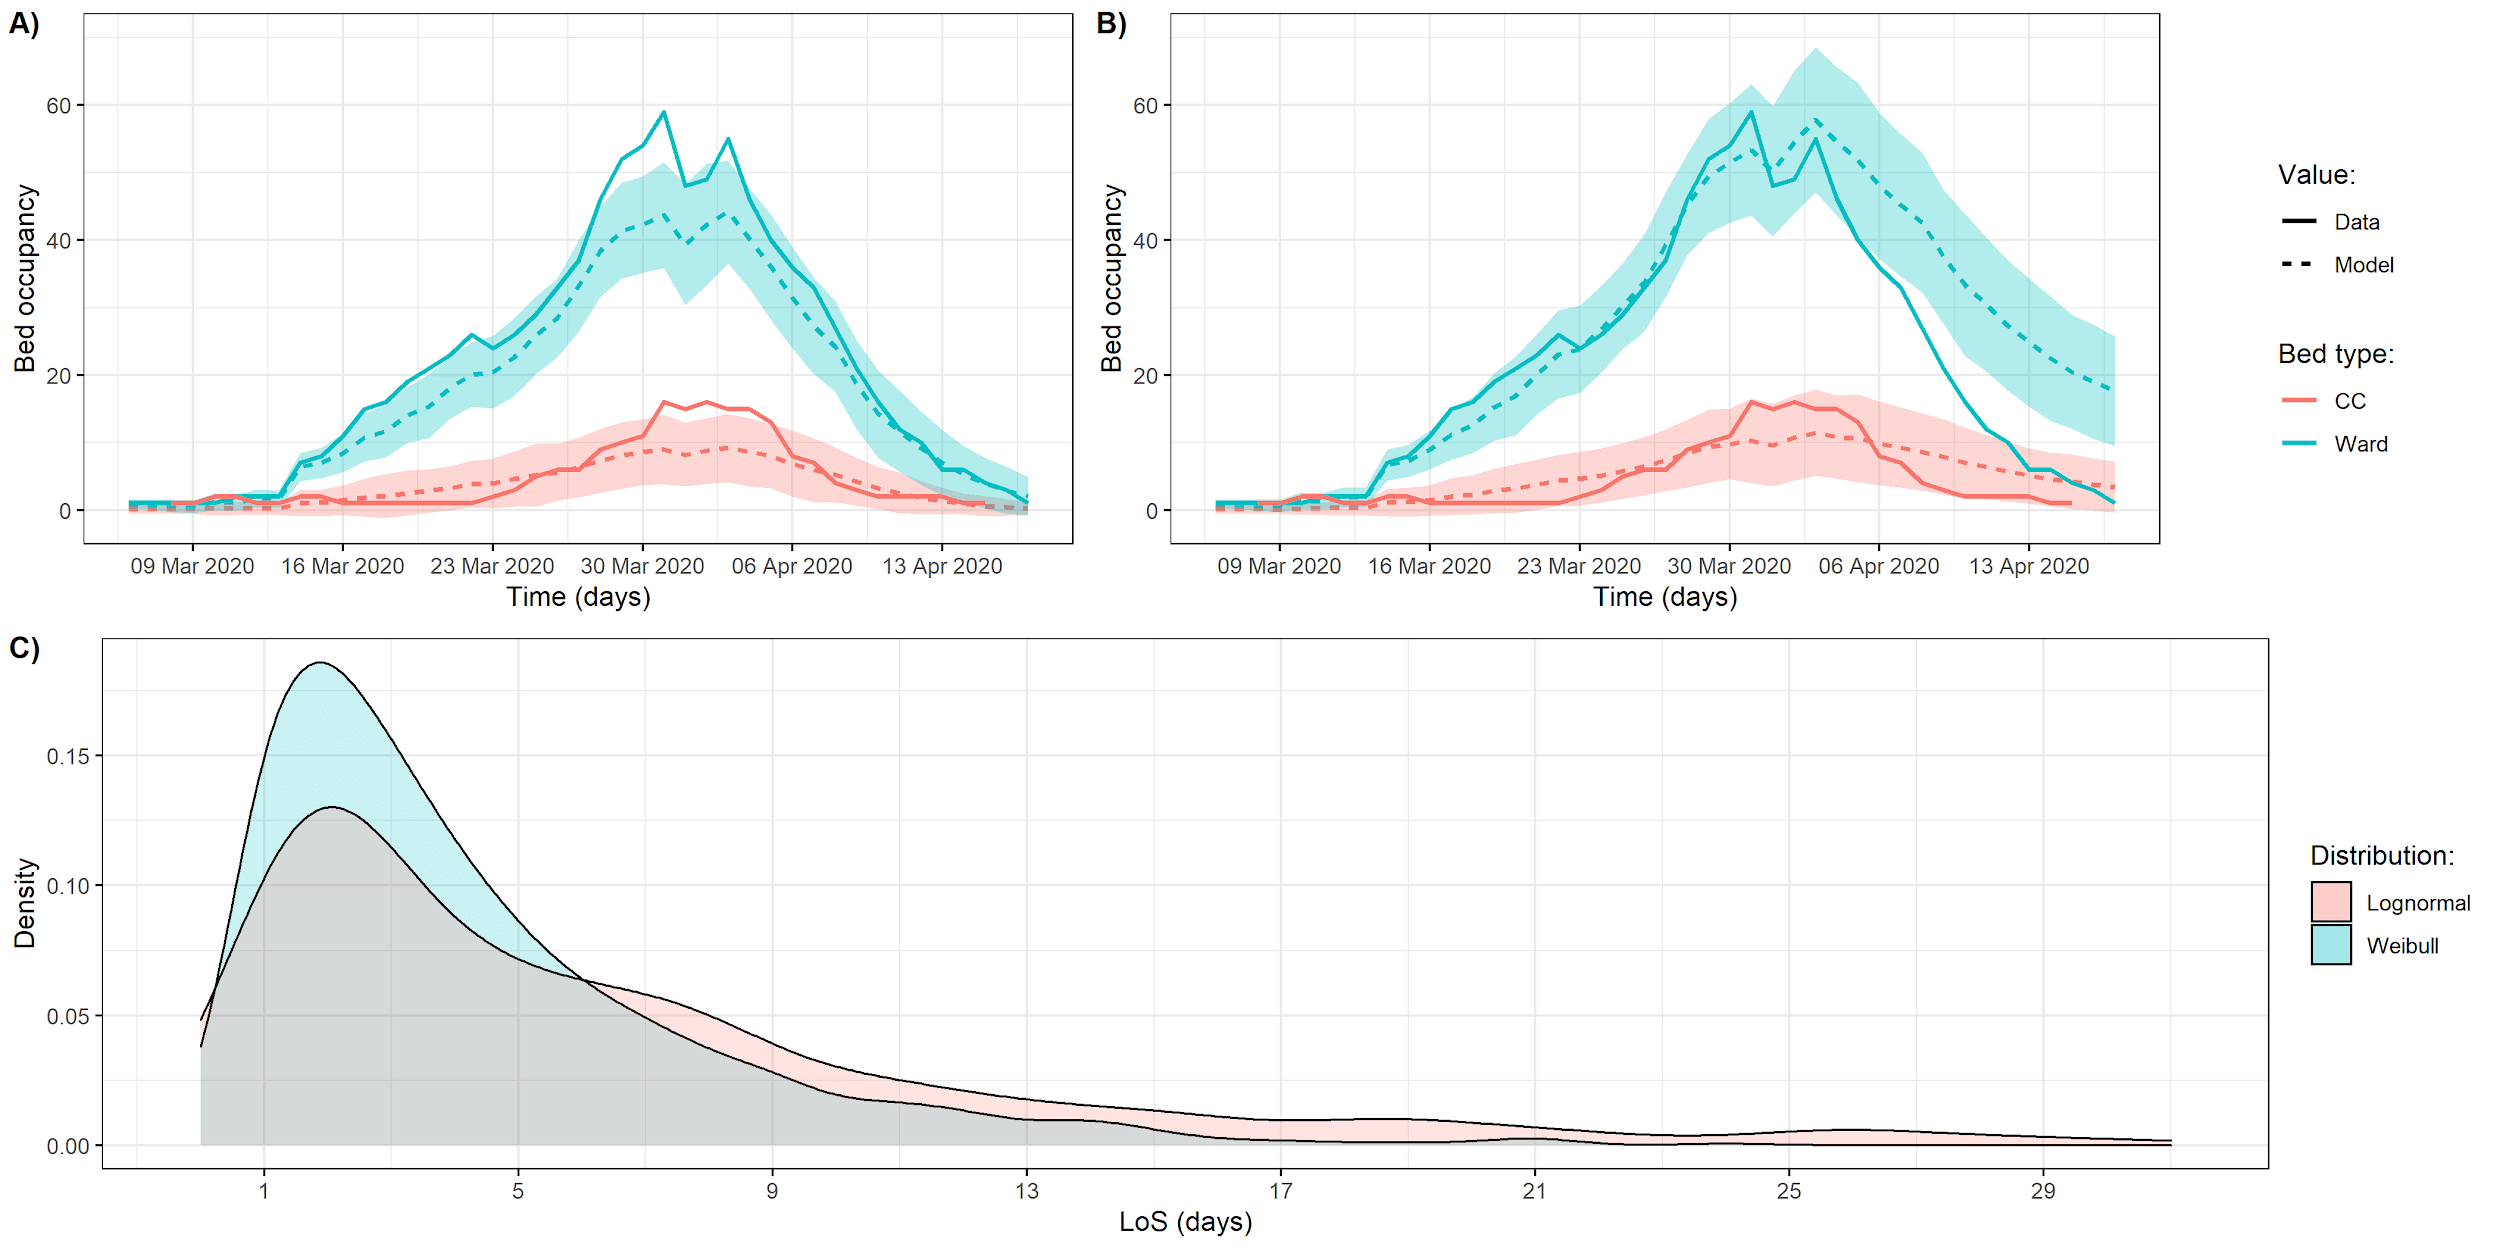 A)
B)
Bed occupancy
60
40
20
0
09 Mar 2020 16 Mar 2020 23 Mar 2020 30 Mar 2020 06 Apr 2020 13 Apr 2020
Time (days)
Bed occupancy
60
40
20
0
09 Mar 2020 16 Mar 2020 23 Mar 2020 30 Mar 2020 06 Apr 2020 13 Apr 2020
Time (days)
Value:
Data
Model
Bed type:
CC
Ward
C)
Density
0.15
0.10
0.05
0.00
1 5 9 13 17 21 25 29
LoS (days)
Distribution:
Lognormal
Weibull